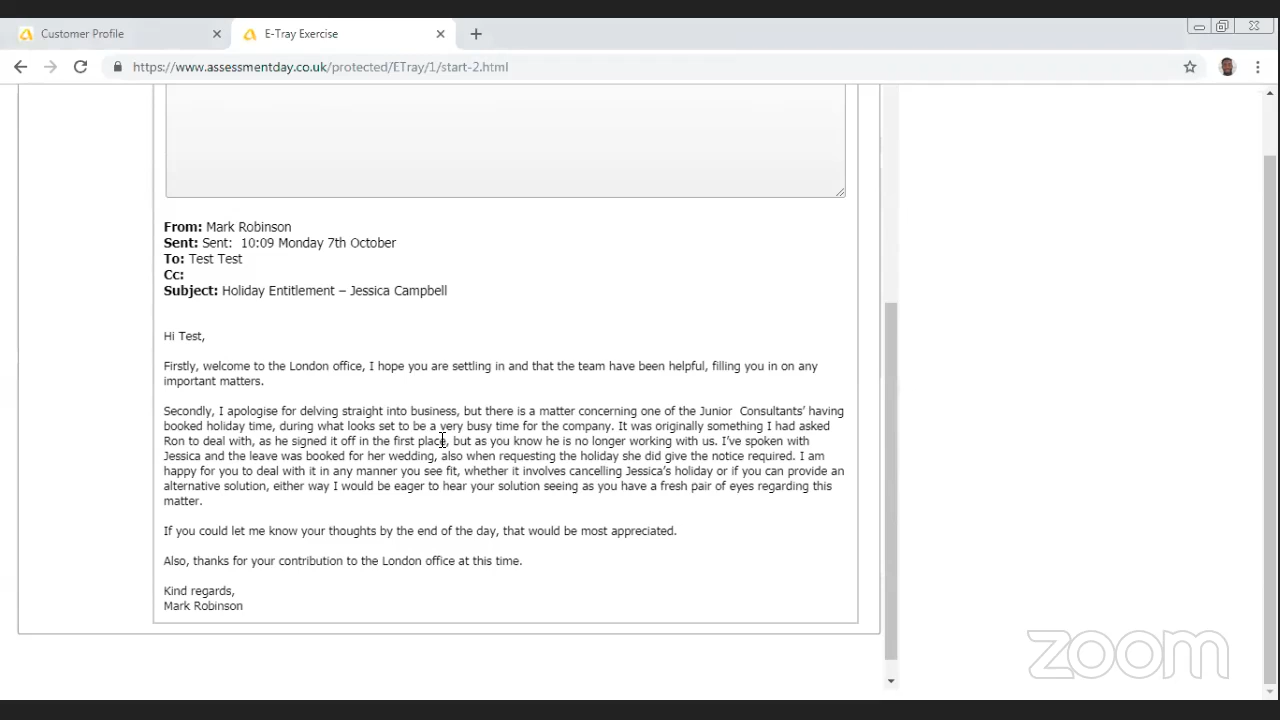 Customer Profile
E-Tray Exercise
https://www.assessmentday.co.uk/protected/ETray/1/start-2.html
From: Mark Robinson
Sent: Sent: 10:09 Monday 7th October
To: Test Test
Cc:
Subject: Holiday Entitlement – Jessica Campbell
Hi Test,
Firstly, welcome to the London office, I hope you are settling in and that the team have been helpful, filling you in on any
important matters.
Secondly, I apologise for delving straight into business, but there is a matter concerning one of the Junior Consultants’ having
booked holiday time, during what looks set to be a very busy time for the company. It was originally something I had asked
Ron to deal with, as he signed it off in the first place, but as you know he is no longer working with us. I’ve spoken with
Jessica and the leave was booked for her wedding, also when requesting the holiday she did give the notice required. I am
happy for you to deal with it in any manner you see fit, whether it involves cancelling Jessica’s holiday or if you can provide an
alternative solution, either way I would be eager to hear your solution seeing as you have a fresh pair of eyes regarding this
matter.
If you could let me know your thoughts by the end of the day, that would be most appreciated.
Also, thanks for your contribution to the London office at this time.
Kind regards,
Mark Robinson
zoom